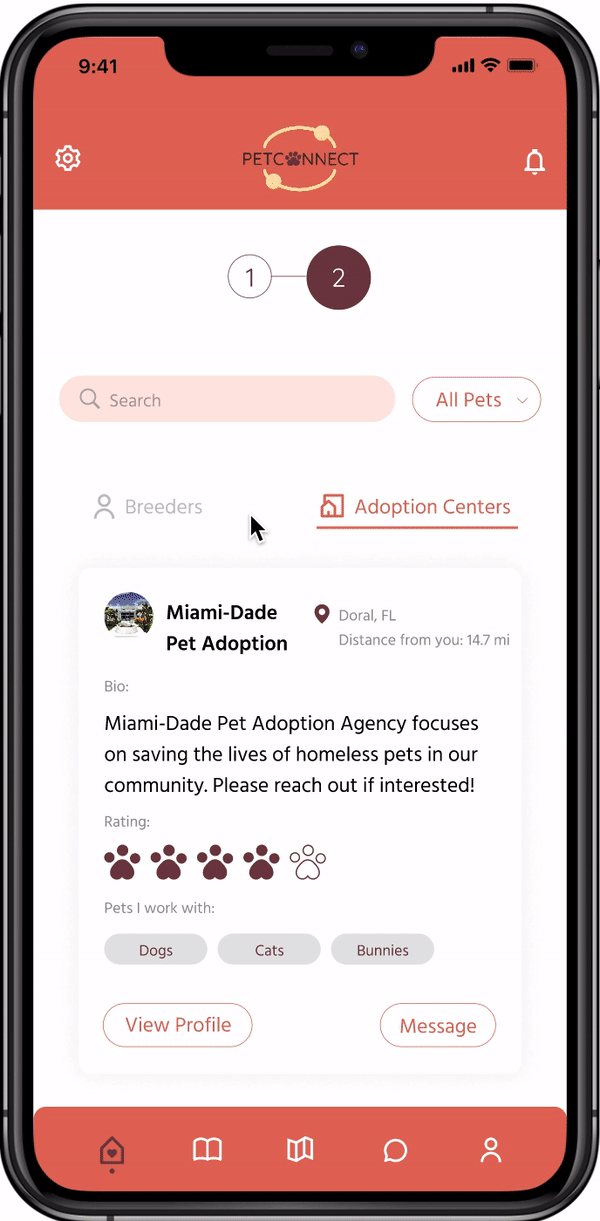 9:41
PETCONNECT
1 2
Search
All Pets
Breeders
Adoption Centers
Miami-Dade
Pet Adoption
Doral, FL
Distance from you: 14.7 mi
Bio:
Miami-Dade Pet Adoption Agency focuses
on saving the lives of homeless pets in our
community. Please reach out if interested!
Rating:
Pets I work with:
Dogs
Cats
Bunnies
View Profile
Message